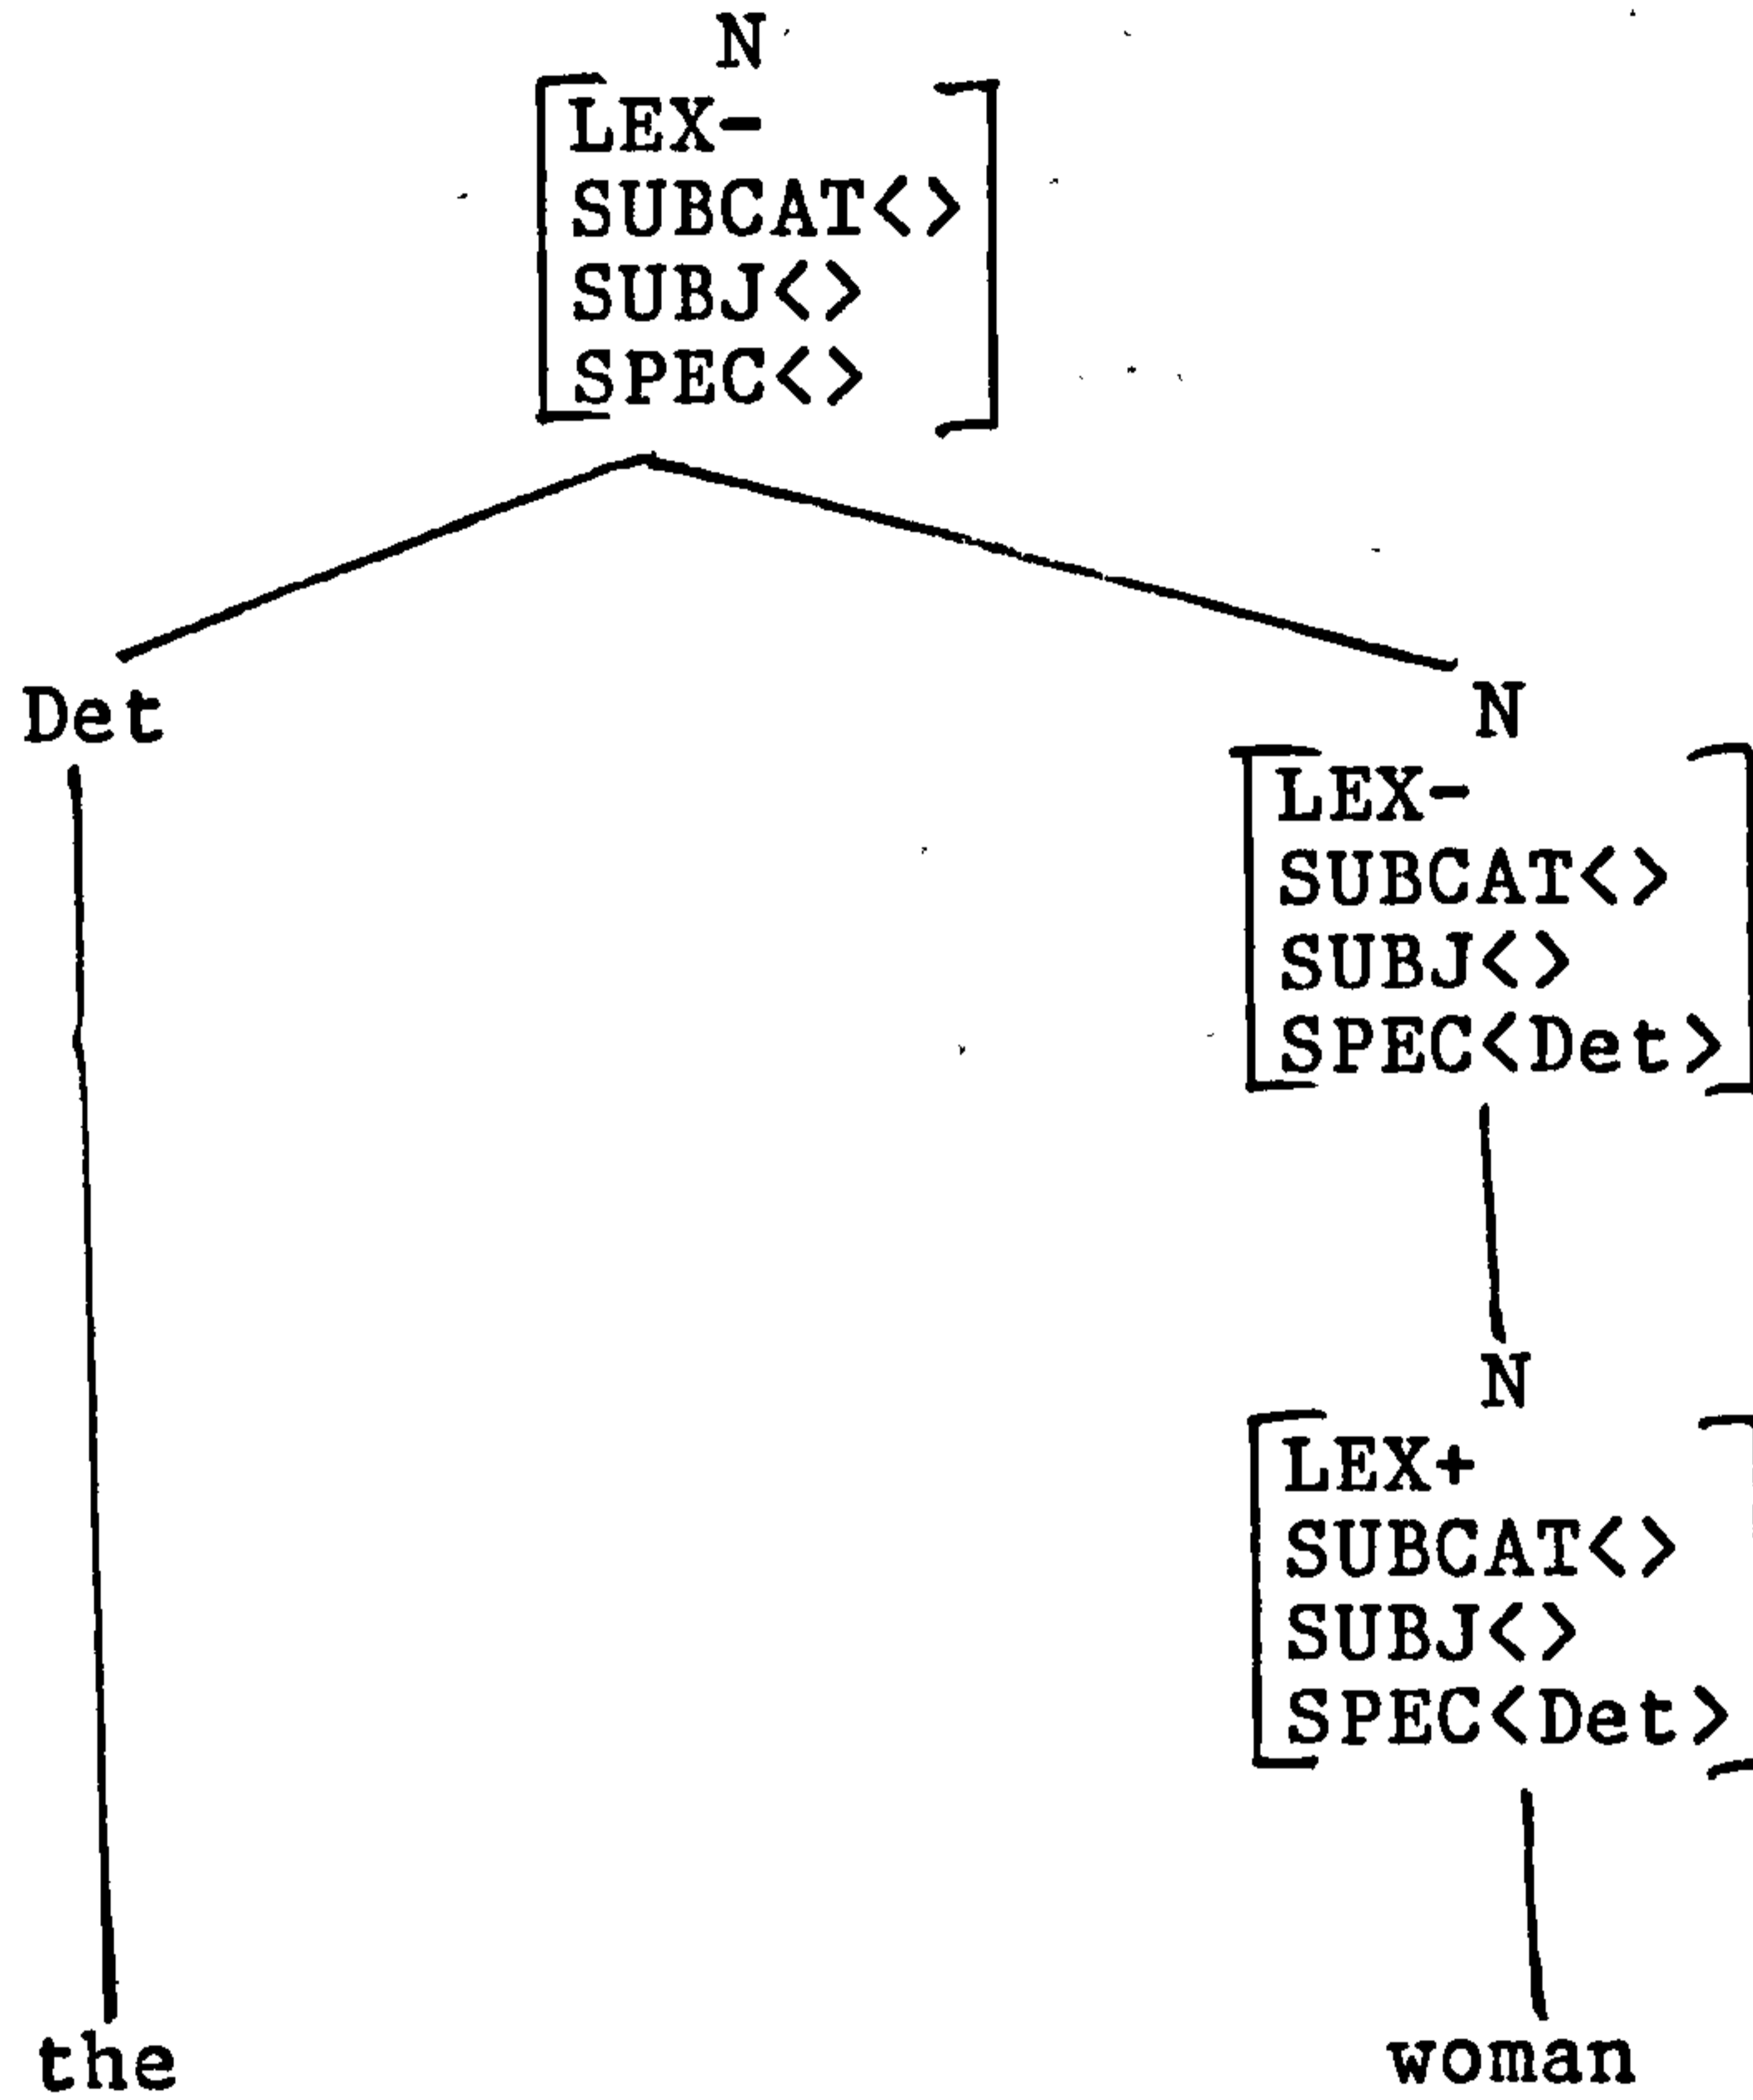 N
LEX-
SUBCAT<>
SUBJ<>
SPEC<>
Det
N
LEX-
SUBCAT<>
SUBJ<>
SPEC<Det>
N
LEX+
SUBCAT<>
SUBJ<>
SPEC<Det>
the woman